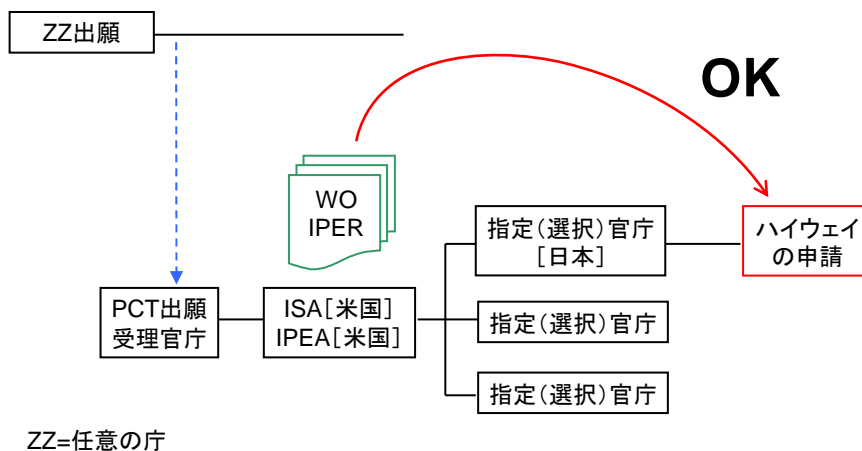 ZZ出願
OK
WO
IPER
指定(選択)官庁
[日本]
ハイウェイ
の申請
PCT出願
受理官庁
ISA[米国]
IPEA[米国]
指定(選択)官庁
指定(選択)官庁
ZZ=任意の庁